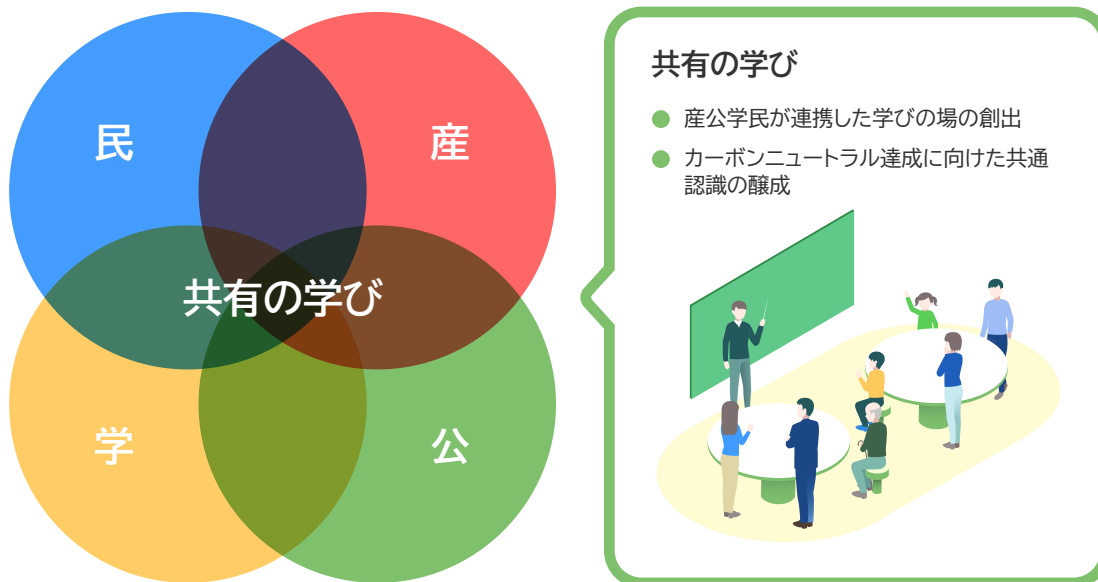 民
産
共有の学び
学
公
共有の学び
産公学民が連携した学びの場の創出
カーボンニュートラル達成に向けた共通
認識の醸成